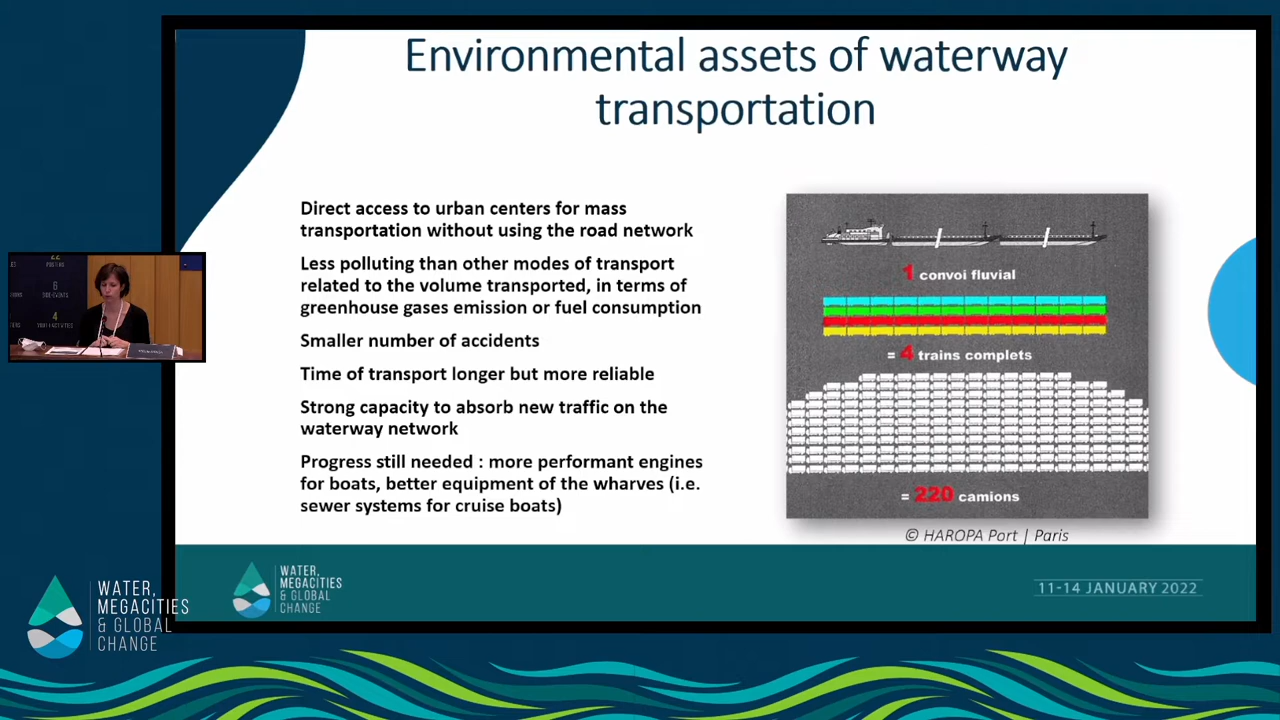 Environmental assets of waterway
transportation
Direct access to urban centers for mass
transportation without using the road network
Less polluting than other modes of transport
related to the volume transported, in terms of
greenhouse gases emission or fuel consumption
Smaller number of accidents
Time of transport longer but more reliable
Strong capacity to absorb new traffic on the
waterway network
Progress still needed : more performant engines
for boats, better equipment of the wharves (i.e.
sewer systems for cruise boats)
1 convoi fluvial
= 4 trains complets
= 220 camions
© HAROPA Port | Paris
22
6
SIDE-EVENTS
4
WATER,
MEGACITIES
& GLOBAL
CHANGE
11-14 JANUARY 2022
WATER,
MEGACITIES
& GLOBAL
CHANGE